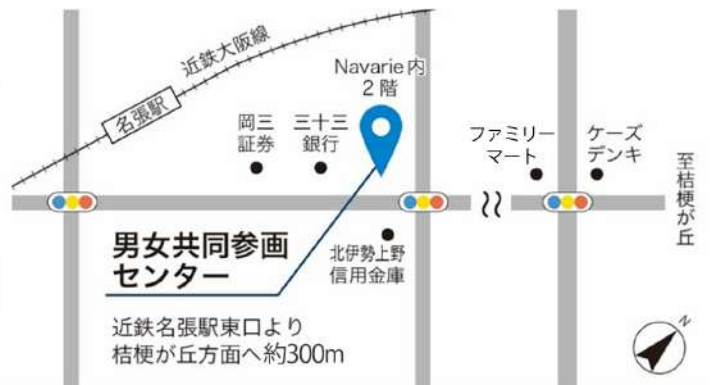 近鉄大阪線
名張駅
Navarie内
2階
岡三
証券
三十三
銀行
ファミリー
マート
ケーズ
デンキ
至桔梗が丘
男女共同参画
センター
北伊勢上野
信用金庫
近鉄名張駅東口より
桔梗が丘方面へ約300m
N